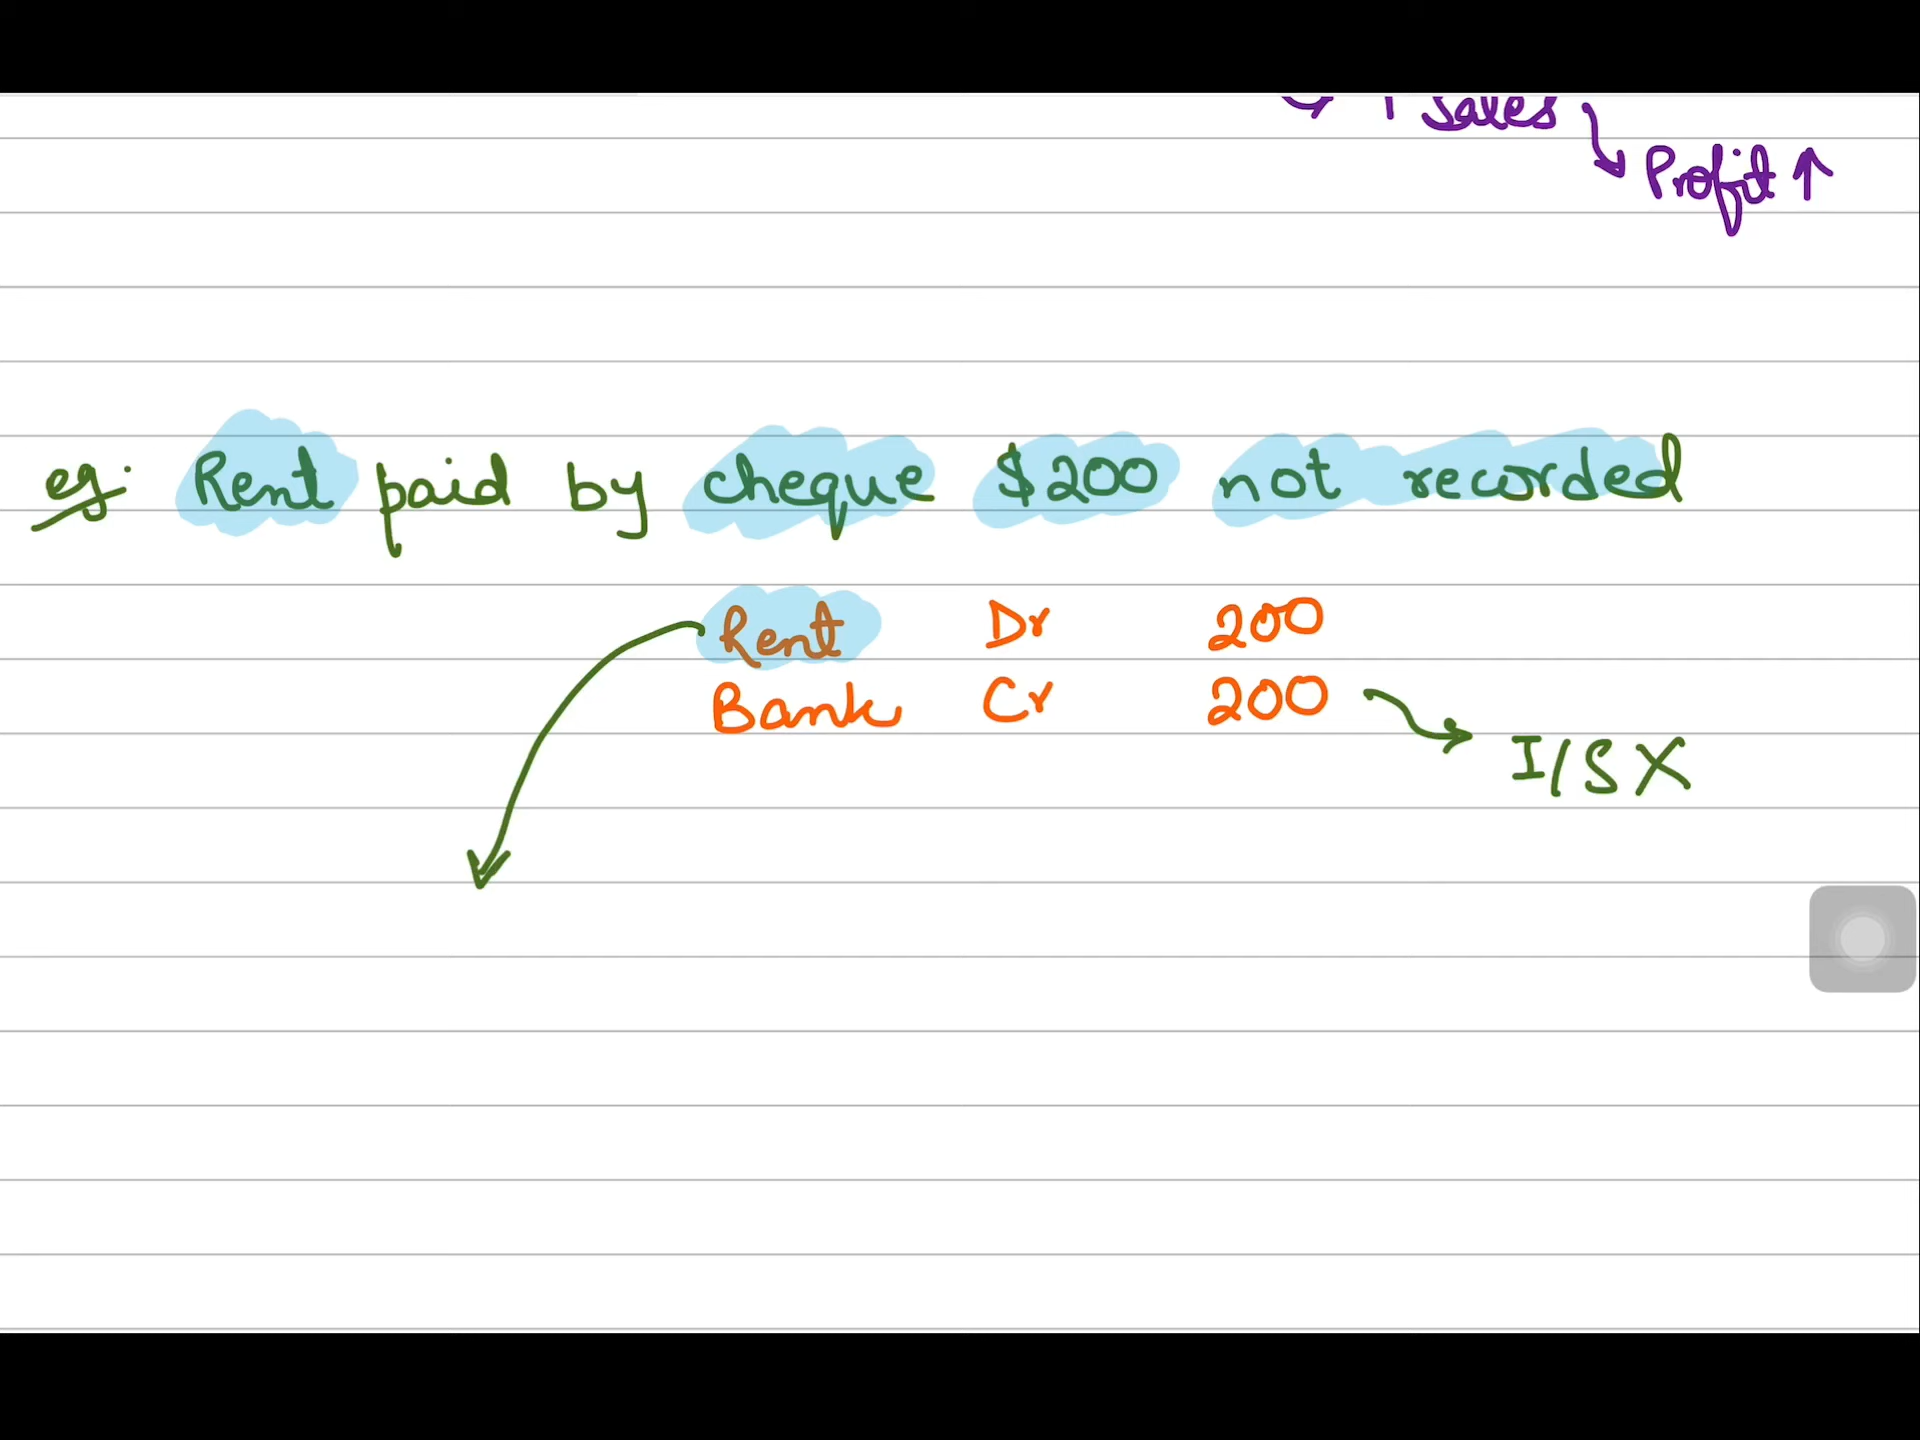 ↑ Sales
Profit ↑
eg: Rent paid by cheque $200 not recorded
Rent Dr 200
Bank Cr 200
I/S X